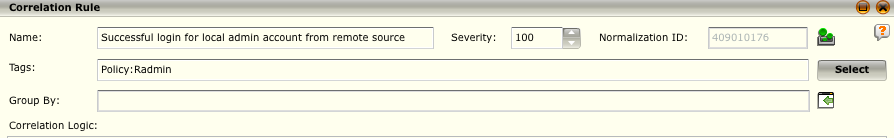 Correlation Rule
Name: Successful login for local admin account from remote source Severity: 100 Normalization ID: 409010176
Tags: Policy:Radmin Select
Group By:
Correlation Logic: